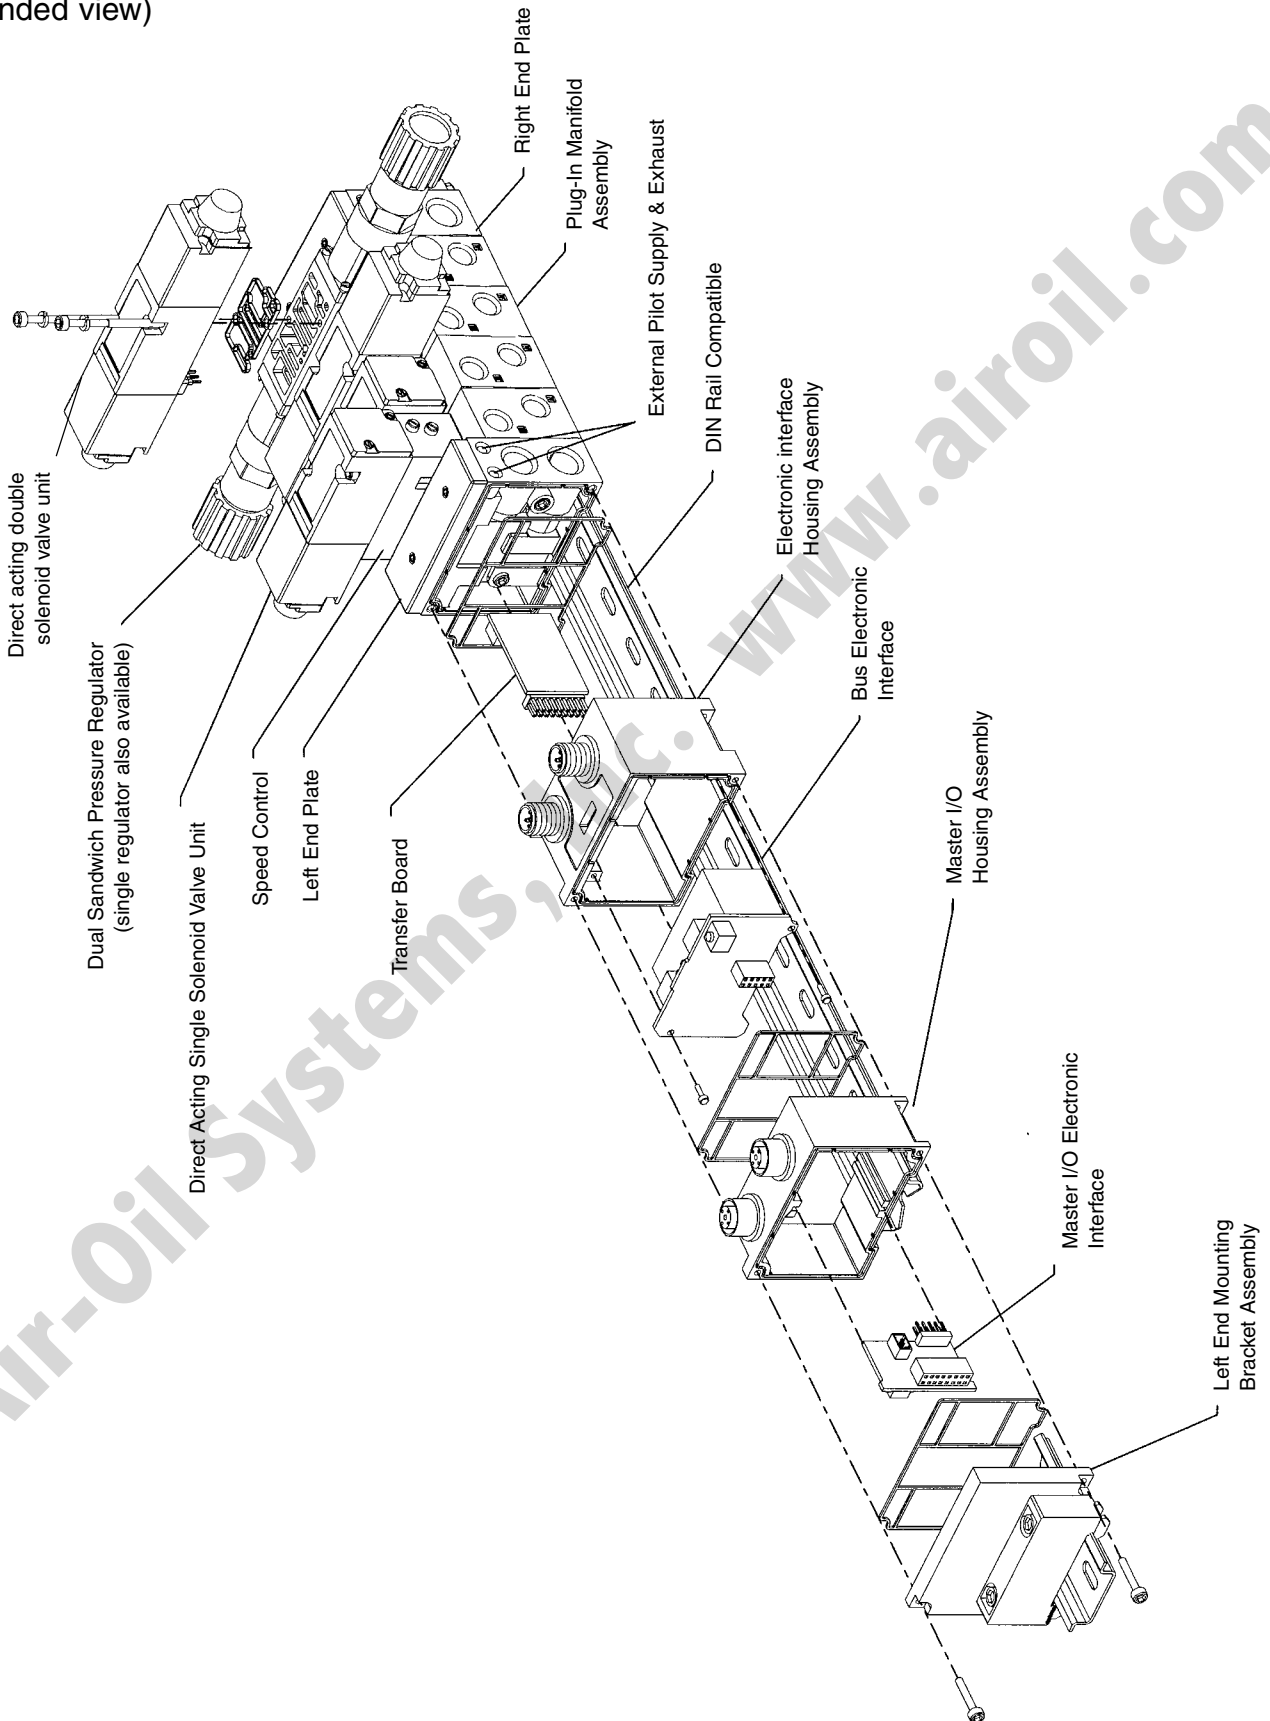 nded view)
Direct acting double
solenoid valve unit
Dual Sandwich Pressure Regulator
(single regulator also available)
Direct Acting Single Solenoid Valve Unit
Speed Control
Left End Plate
Transfer Board
Right End Plate
Plug-In Manifold
Assembly
External Pilot Supply & Exhaust
DIN Rail Compatible
Electronic interface
Housing Assembly
Bus Electronic
Interface
Master I/O
Housing Assembly
Master I/O Electronic
Interface
Left End Mounting
Bracket Assembly
Air-Oil Systems, Inc. www.airoil.com